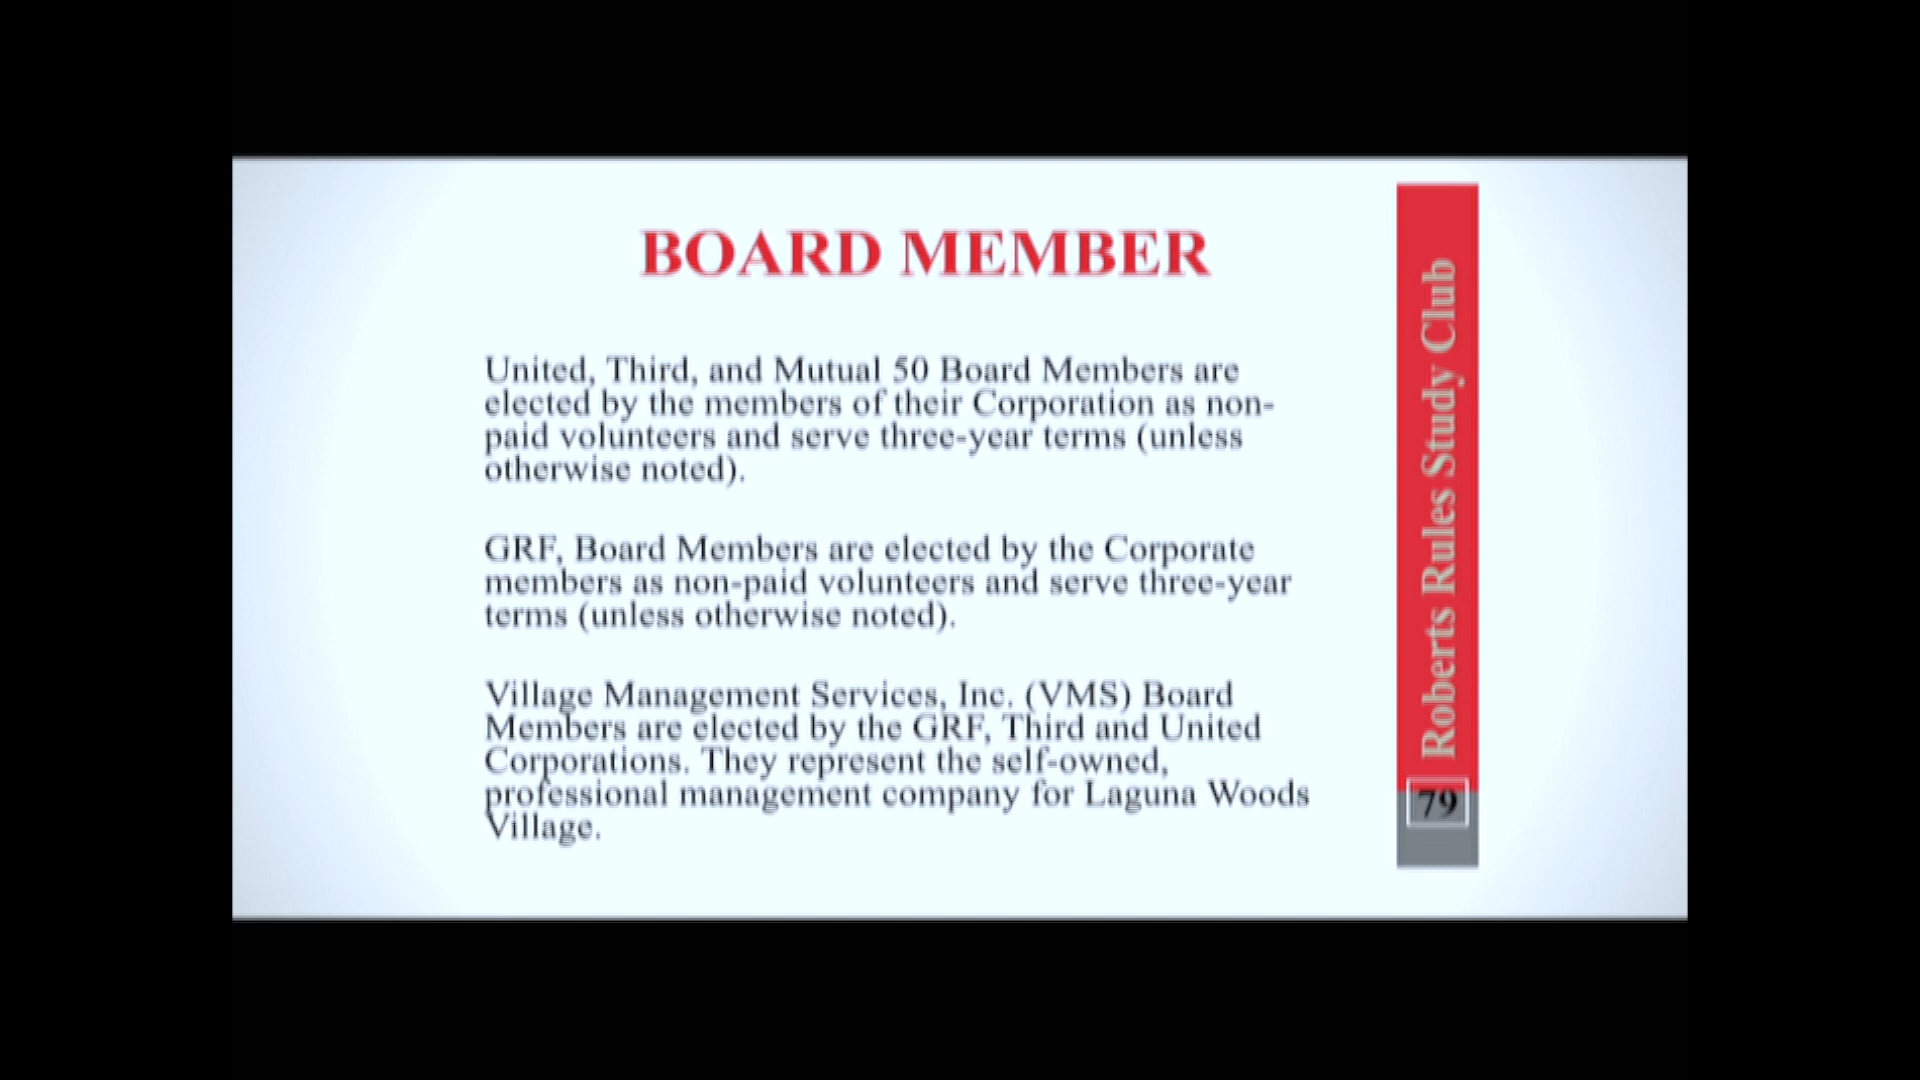 BOARD MEMBER
United, Third, and Mutual 50 Board Members are
elected by the members of their Corporation as non-
paid volunteers and serve three-year terms (unless
otherwise noted).
GRF, Board Members are elected by the Corporate
members as non-paid volunteers and serve three-year
terms (unless otherwise noted).
Village Management Services, Inc. (VMS) Board
Members are elected by the GRF, Third and United
Corporations. They represent the self-owned,
professional management company for Laguna Woods
Village.
Roberts Rules Study Club
79